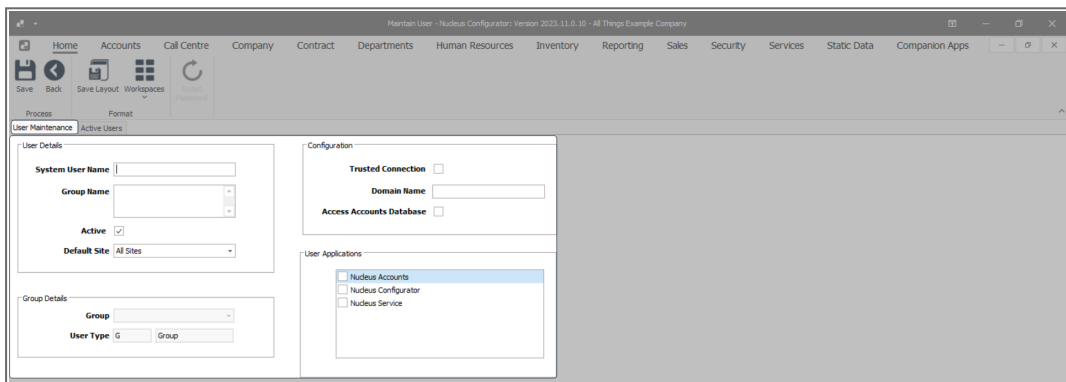 Maintain User - Nucleus Configurator: Version 2023.11.0.10 - All Things Example Company
Home Accounts Call Centre Company Contract Departments Human Resources Inventory Reporting Sales Security Services Static Data Companion Apps
Save Back Save Layout Workspaces Reset
Password
Process Format
User Maintenance Active Users
User Details
System User Name
Group Name
Active
Default Site All Sites
Group Details
Group
User Type G Group
Configuration
Trusted Connection
Domain Name
Access Accounts Database
User Applications
Nucleus Accounts
Nucleus Configurator
Nucleus Service